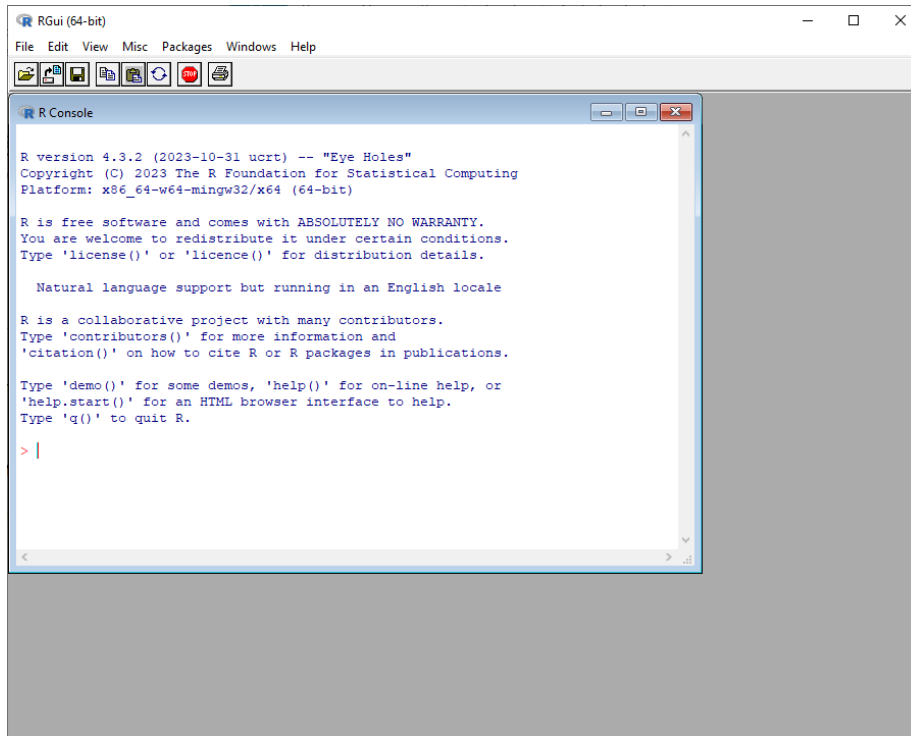 RGui (64-bit)
File Edit View Misc Packages Windows Help
STOP
R Console
R version 4.3.2 (2023-10-31 ucrt) -- "Eye Holes"
Copyright (C) 2023 The R Foundation for Statistical Computing
Platform: x86_64-w64-mingw32/x64 (64-bit)
R is free software and comes with ABSOLUTELY NO WARRANTY.
You are welcome to redistribute it under certain conditions.
Type 'license()' or 'licence()' for distribution details.
Natural language support but running in an English locale
R is a collaborative project with many contributors.
Type 'contributors()' for more information and
'citation()' on how to cite R or R packages in publications.
Type 'demo()' for some demos, 'help()' for on-line help, or
'help.start()' for an HTML browser interface to help.
Type 'q()' to quit R.
>